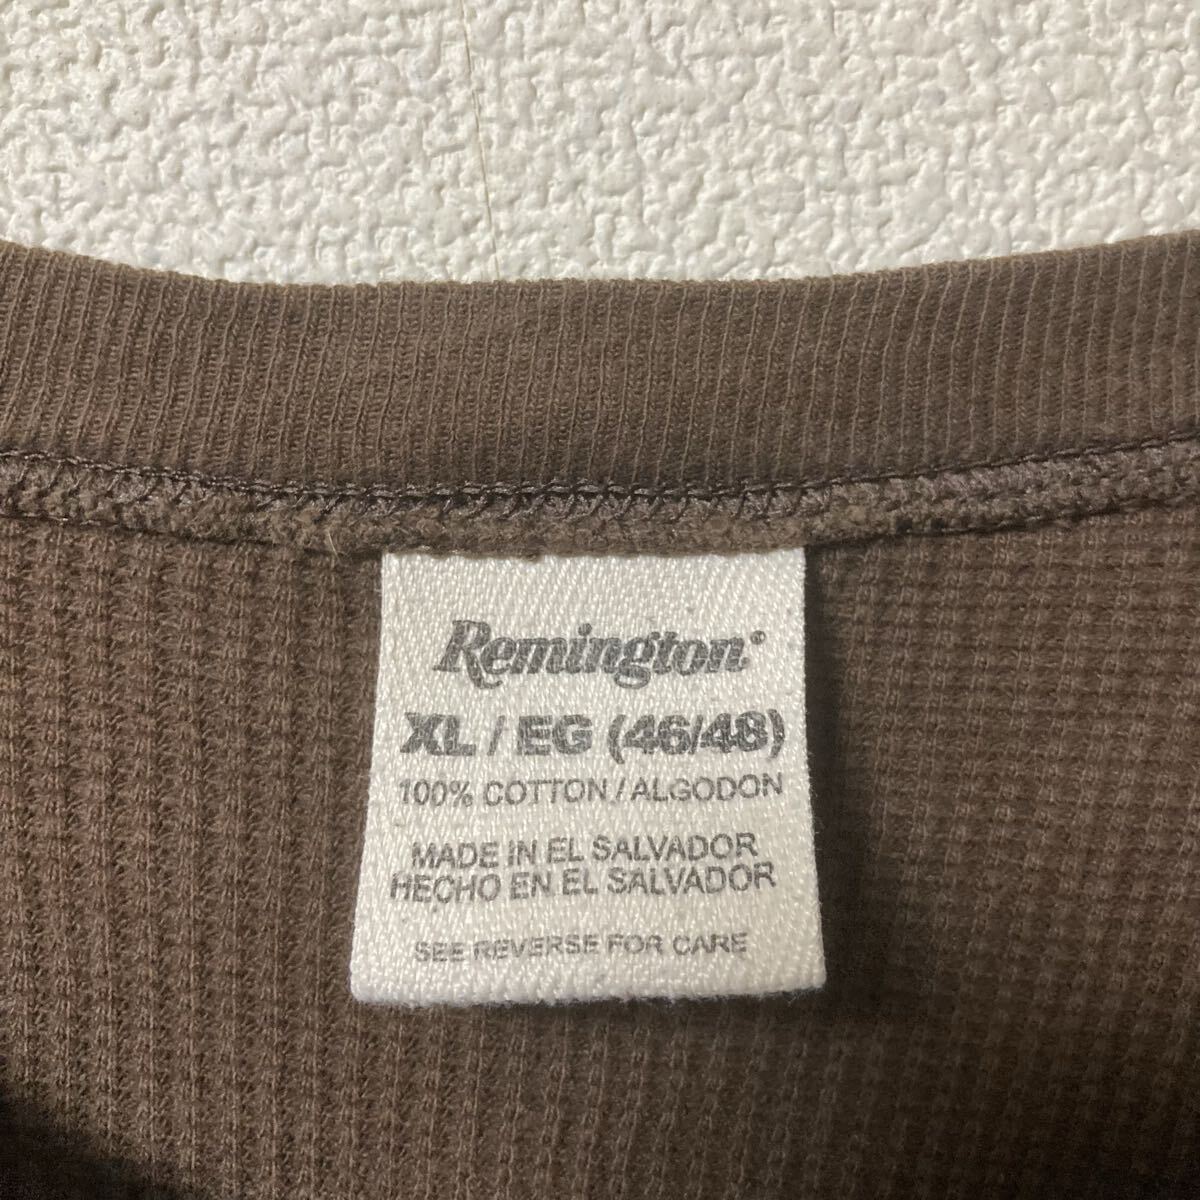 Remington®
XL / EG (46/48)
100% COTTON / ALGODON
MADE IN EL SALVADOR
HECHO EN EL SALVADOR
SEE REVERSE FOR CARE